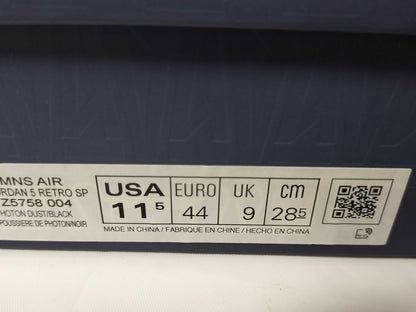 MNS AIR
RDAN 5 RETRO SP
Z5758 004
HOTON DUST/BLACK
POUSSIERE DE PHOTON/NOIR
USA 11 5
EURO 44
UK 9
cm 28 5
MADE IN CHINA / FABRIQUE EN CHINE / HECHO EN CHINA